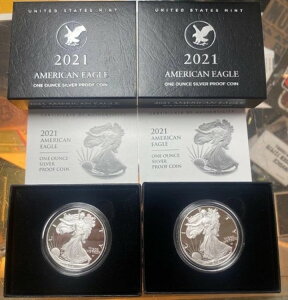 UNITED STATES MINT
2021
AMERICAN EAGLE
ONE OUNCE SILVER PROOF COIN
UNITED STATES MINT
2021
AMERICAN EAGLE
ONE OUNCE SILVER PROOF COIN
2021
AMERICAN
EAGLE
ONE OUNCE
SILVER
PROOF COIN
2021
AMERICAN
EAGLE
ONE OUNCE
SILVER
PROOF COIN